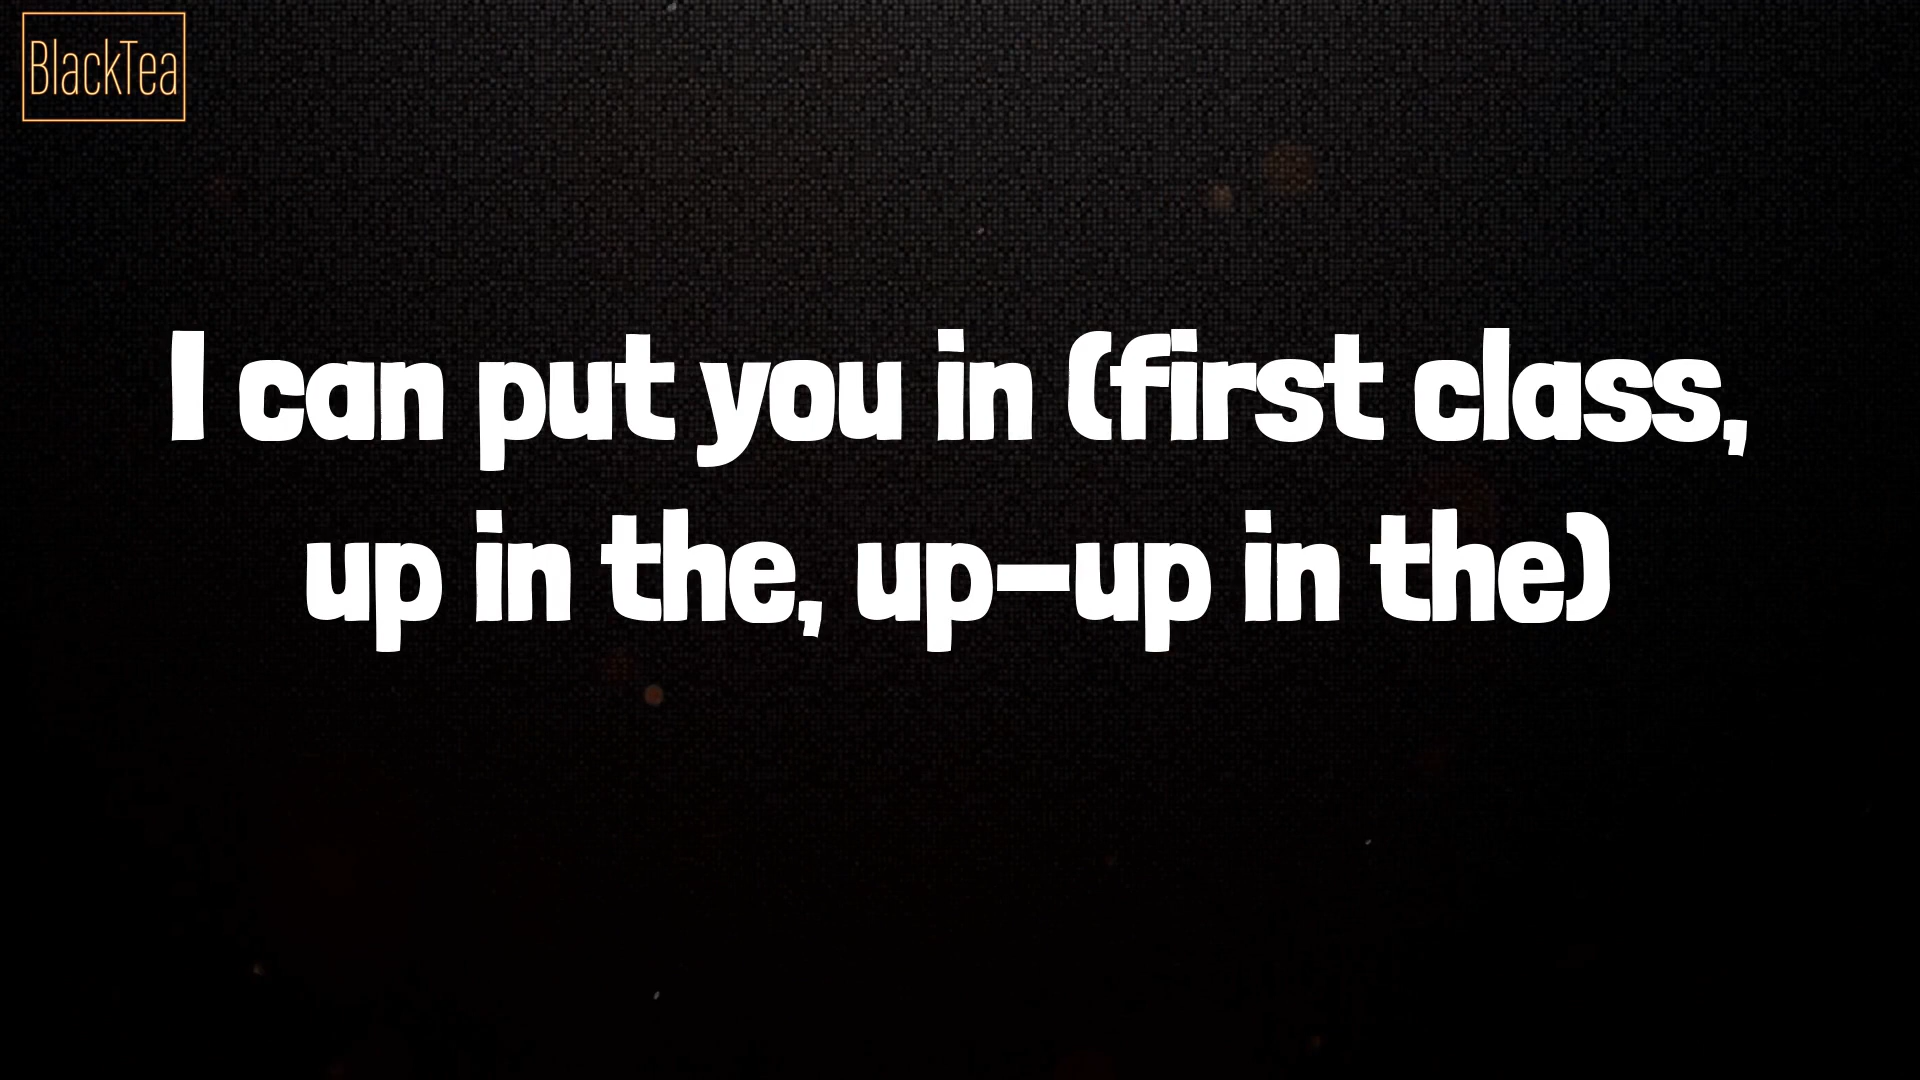 BlackTea
I can put you in (first class,
up in the, up-up in the)